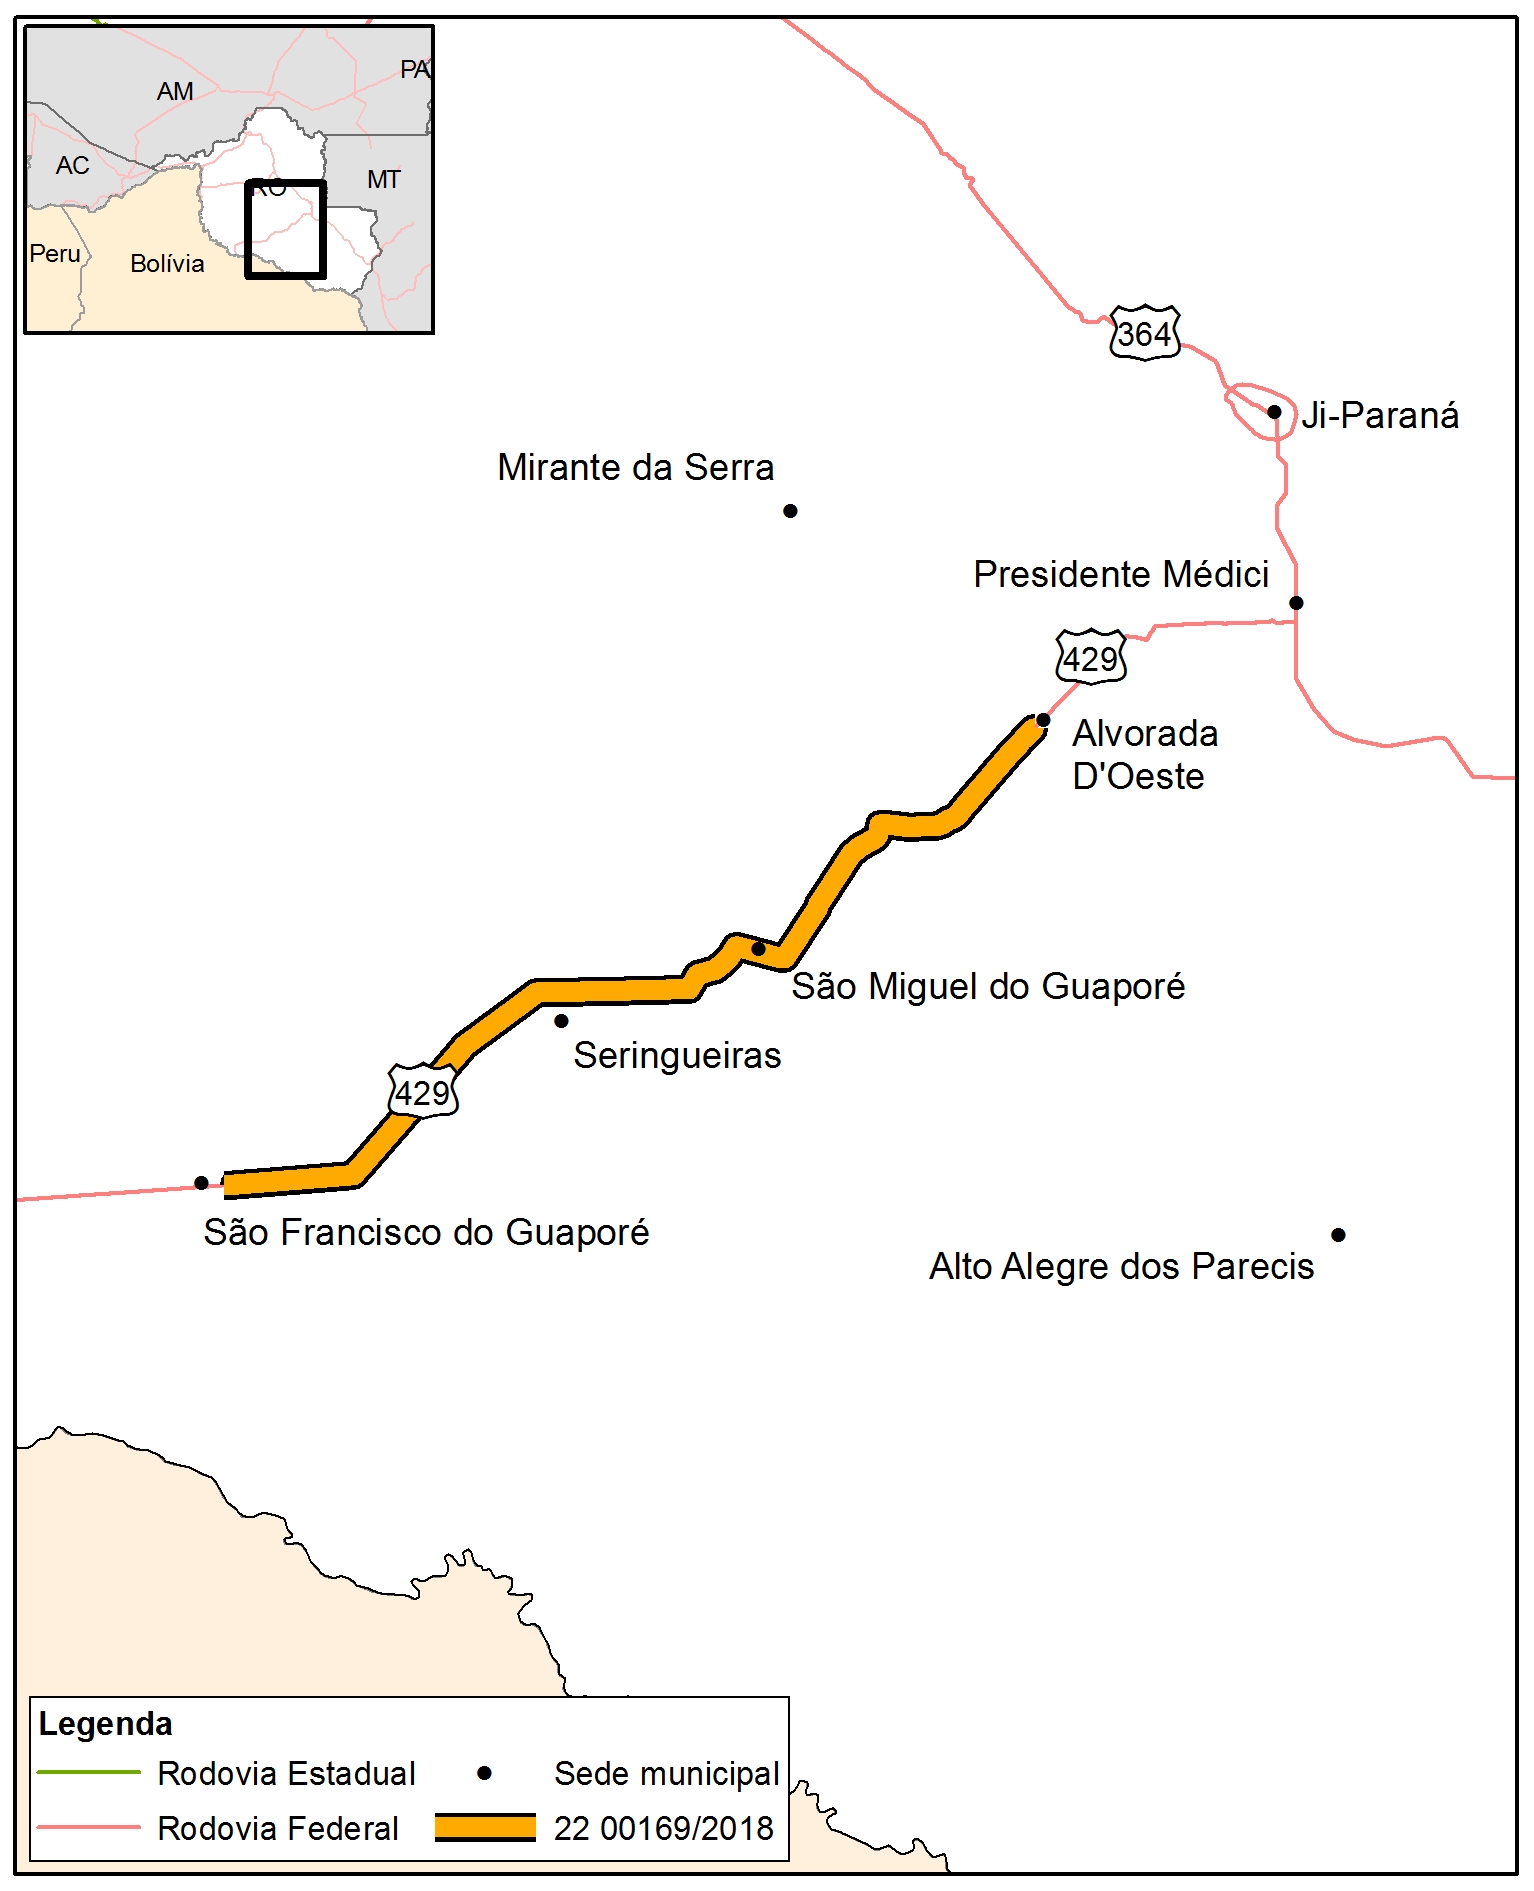 AM
PA
AC
RO
MT
Peru
Bolívia
364
Ji-Paraná
Mirante da Serra
Presidente Médici
429
Alvorada
D'Oeste
São Miguel do Guaporé
Seringueiras
429
São Francisco do Guaporé
Alto Alegre dos Parecis
Legenda
Rodovia Estadual
Sede municipal
Rodovia Federal
22 00169/2018